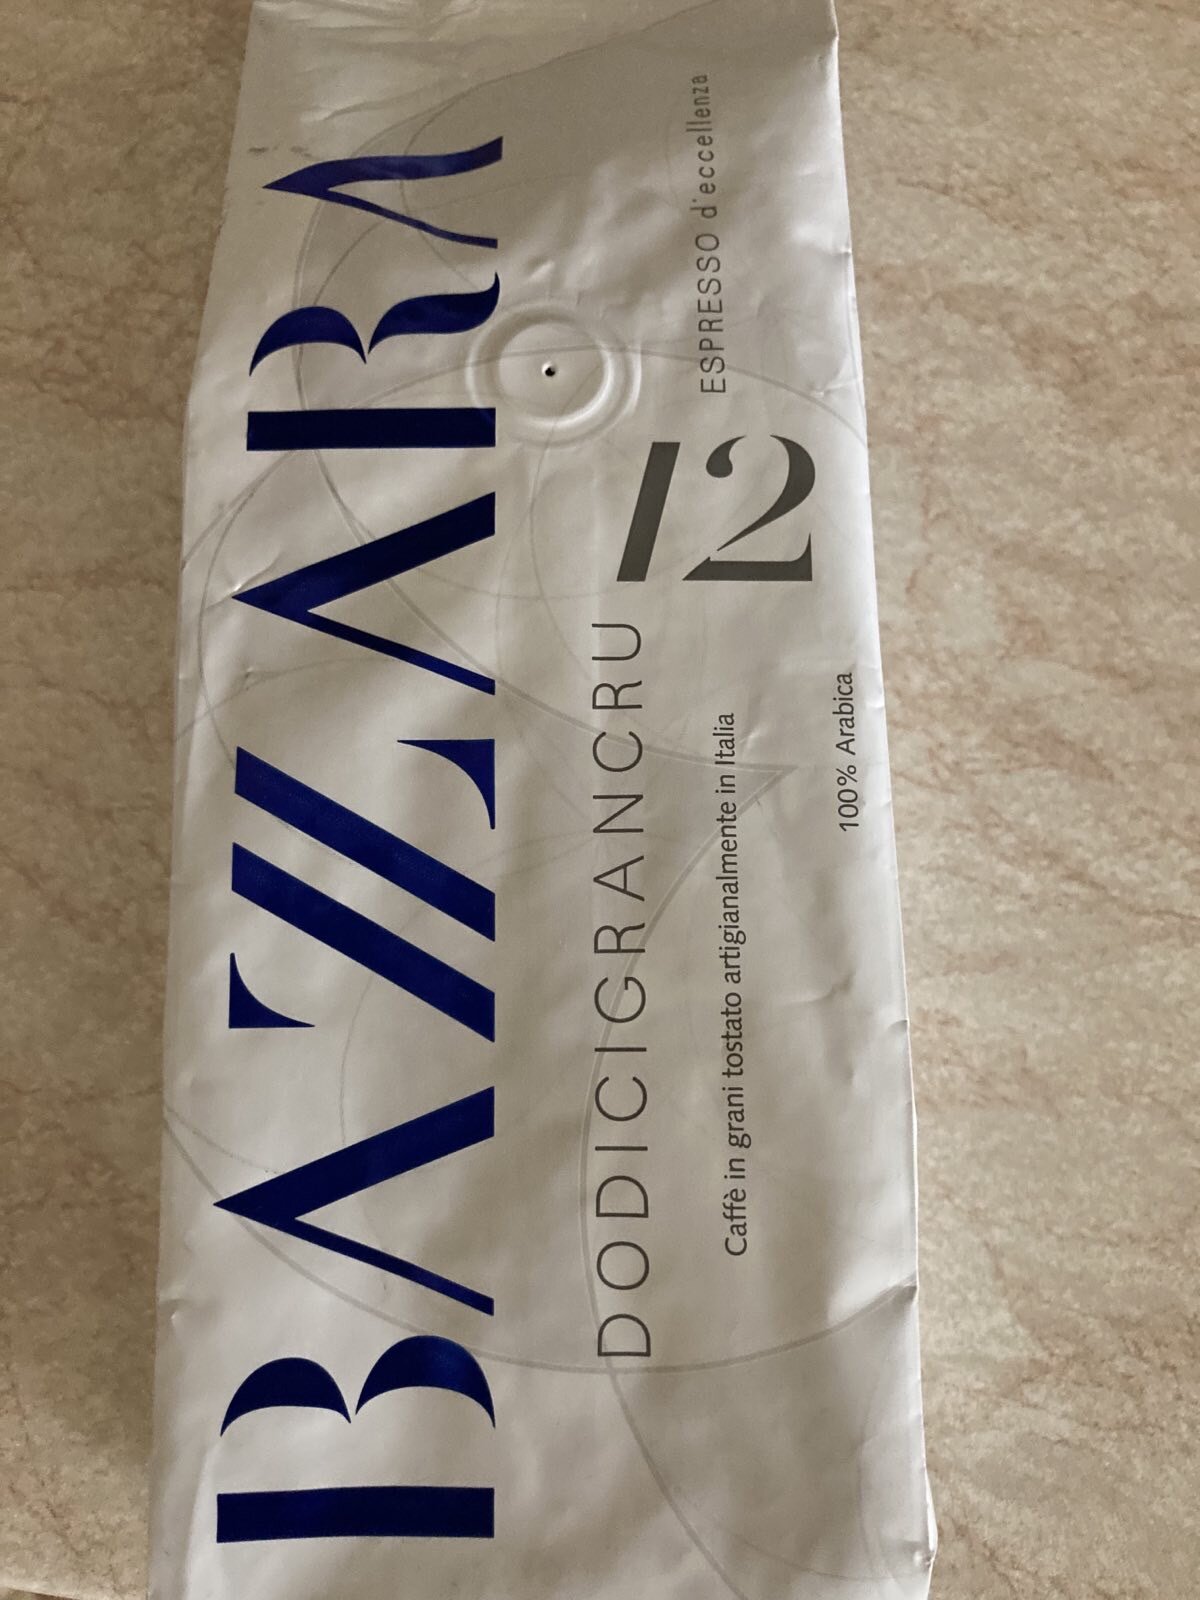 BAZZARA
DODICIGRANCRU
12
ESPRESSO d'eccellenza
Caffè in grani tostato artigianalmente in Italia
100% Arabica